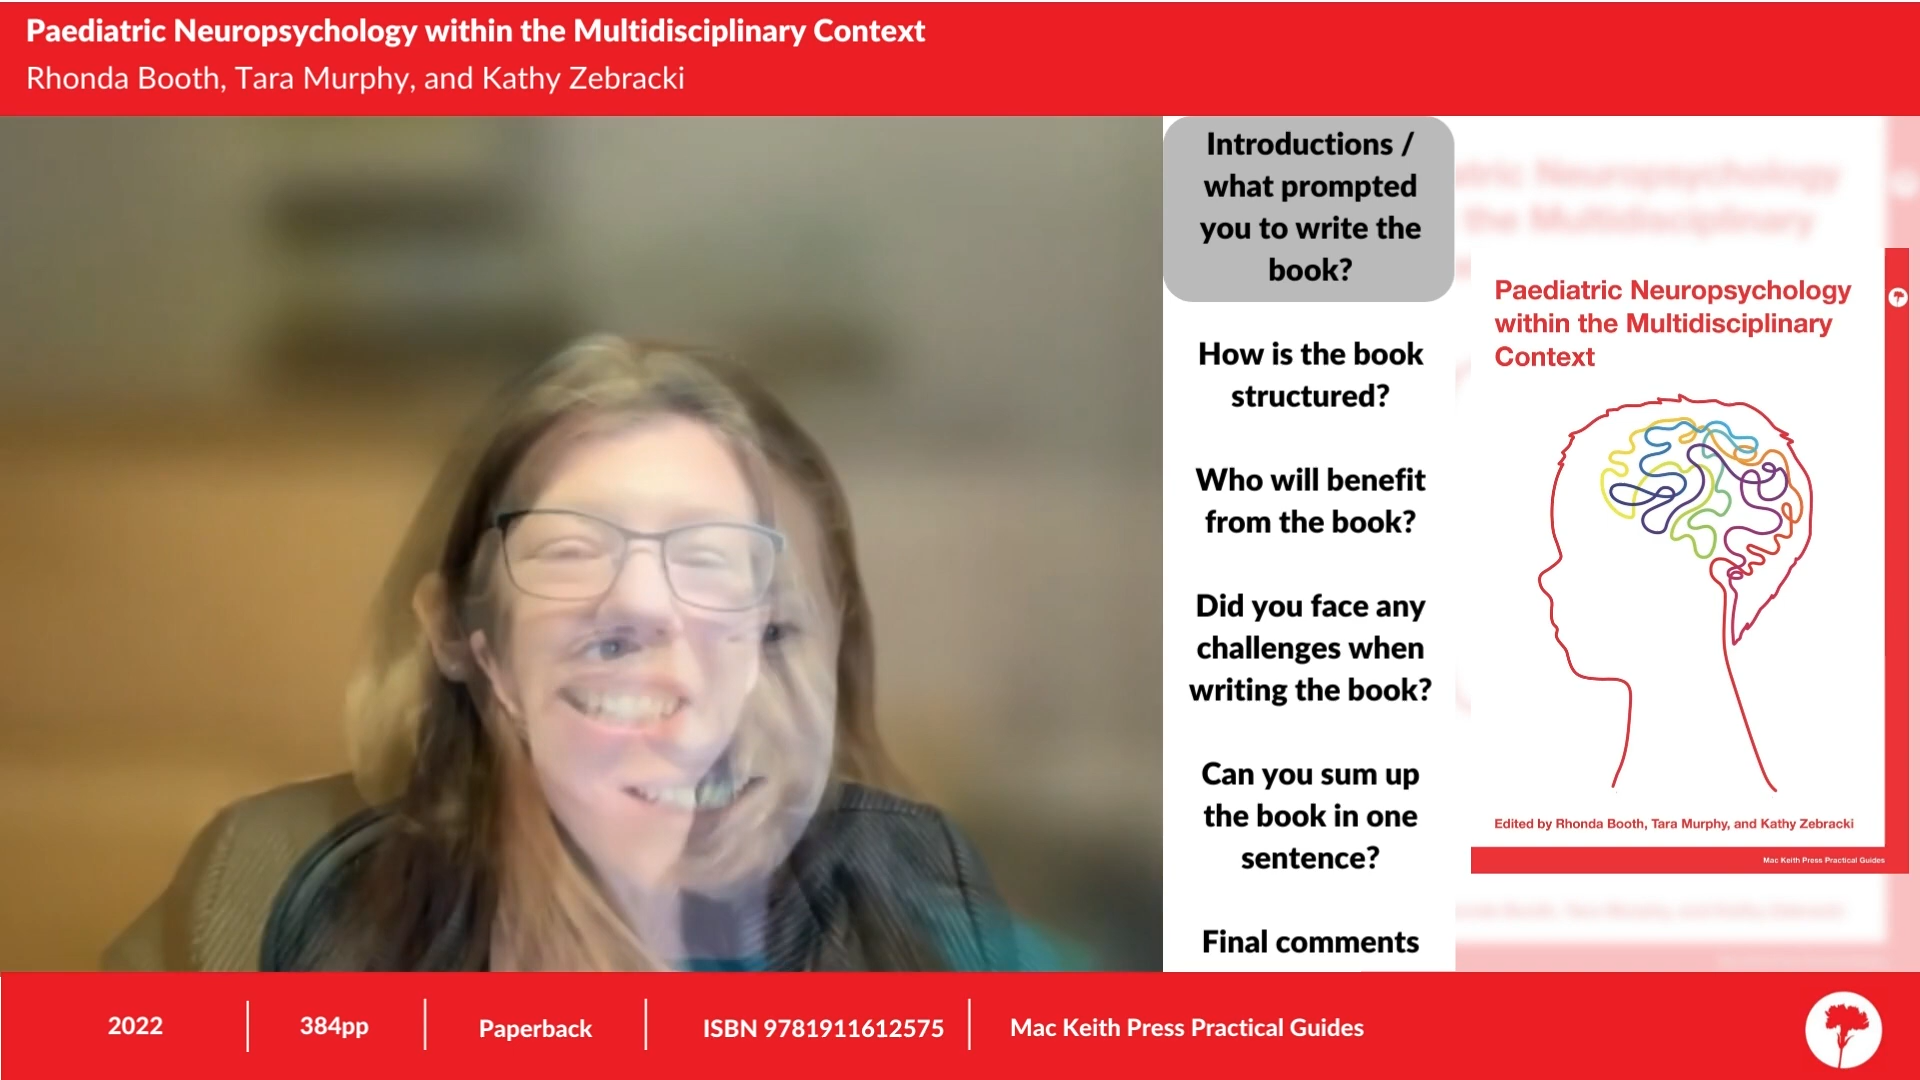 Paediatric Neuropsychology within the Multidisciplinary Context
Rhonda Booth, Tara Murphy, and Kathy Zebracki
Introductions /
what prompted
you to write the
book?
How is the book
structured?
Who will benefit
from the book?
Did you face any
challenges when
writing the book?
Can you sum up
the book in one
sentence?
Final comments
Paediatric Neuropsychology
within the Multidisciplinary
Context
Edited by Rhonda Booth, Tara Murphy, and Kathy Zebracki
Mac Keith Press Practical Guides
2022
384pp
Paperback
ISBN 9781911612575
Mac Keith Press Practical Guides